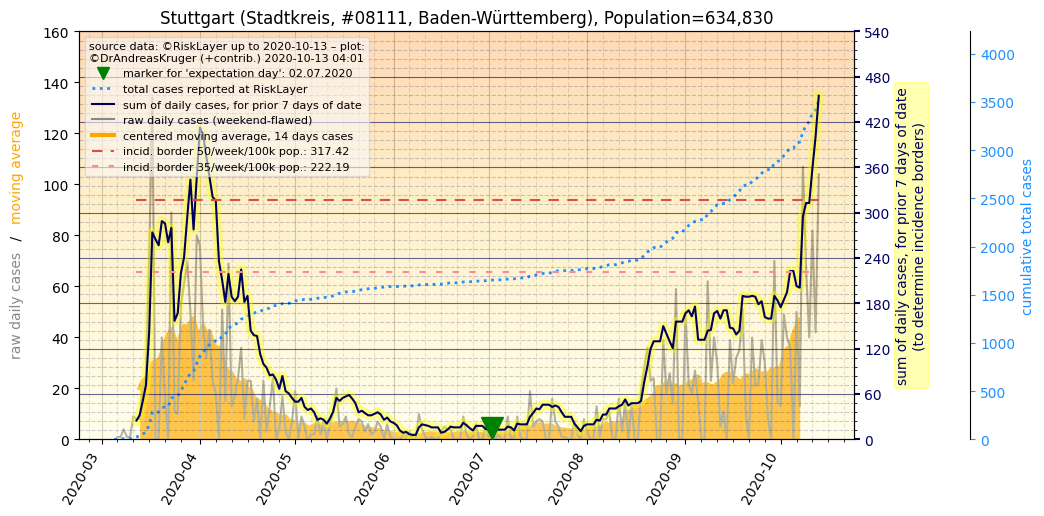 Stuttgart (Stadtkreis, #08111, Baden-Württemberg), Population=634,830
source data: ©RiskLayer up to 2020-10-13 – plot:
©DrAndreasKruger (+contrib.) 2020-10-13 04:01
marker for 'expectation day': 02.07.2020
total cases reported at RiskLayer
sum of daily cases, for prior 7 days of date
raw daily cases (weekend-flawed)
centered moving average, 14 days cases
incid. border 50/week/100k pop.: 317.42
incid. border 35/week/100k pop.: 222.19
raw daily cases / moving average
160
140
120
100
80
60
40
20
0
540
480
420
360
300
240
180
120
60
0
sum of daily cases, for prior 7 days of date
(to determine incidence borders)
4000
3500
3000
2500
2000
1500
1000
500
0
cumulative total cases
2020-03
2020-04
2020-05
2020-06
2020-07
2020-08
2020-09
2020-10